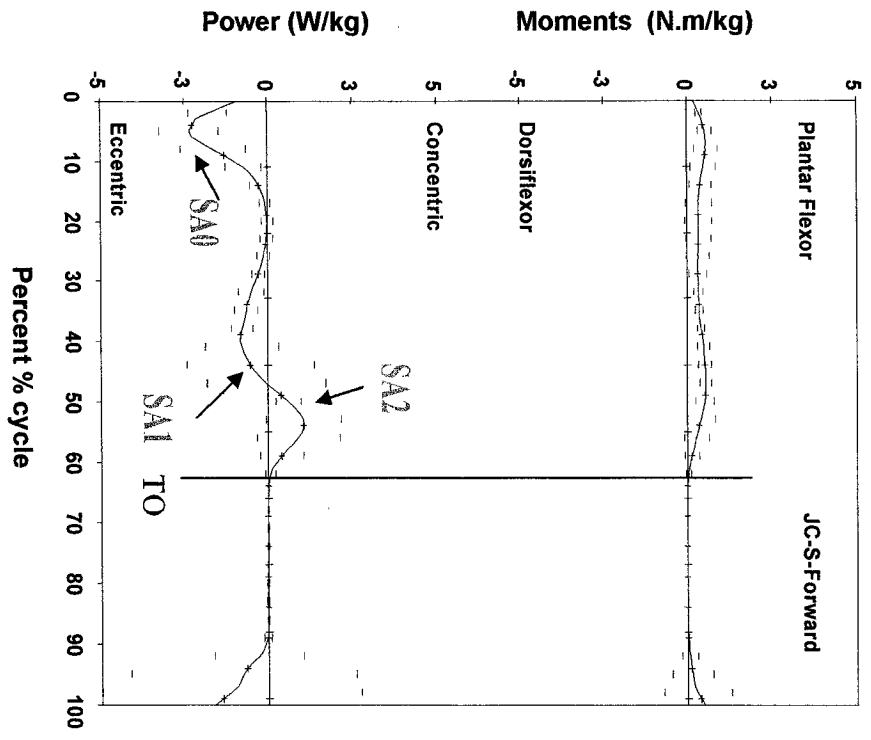 Moments (N.m/kg)
Power (W/kg)
5
3
0
-3
-5
5
3
0
-3
-5
Plantar Flexor
JC-S-Forward
Dorsiflexor
Concentric
SA2
SA0
SA1
TO
Eccentric
0 10 20 30 40 50 60 70 80 90 100
Percent % cycle